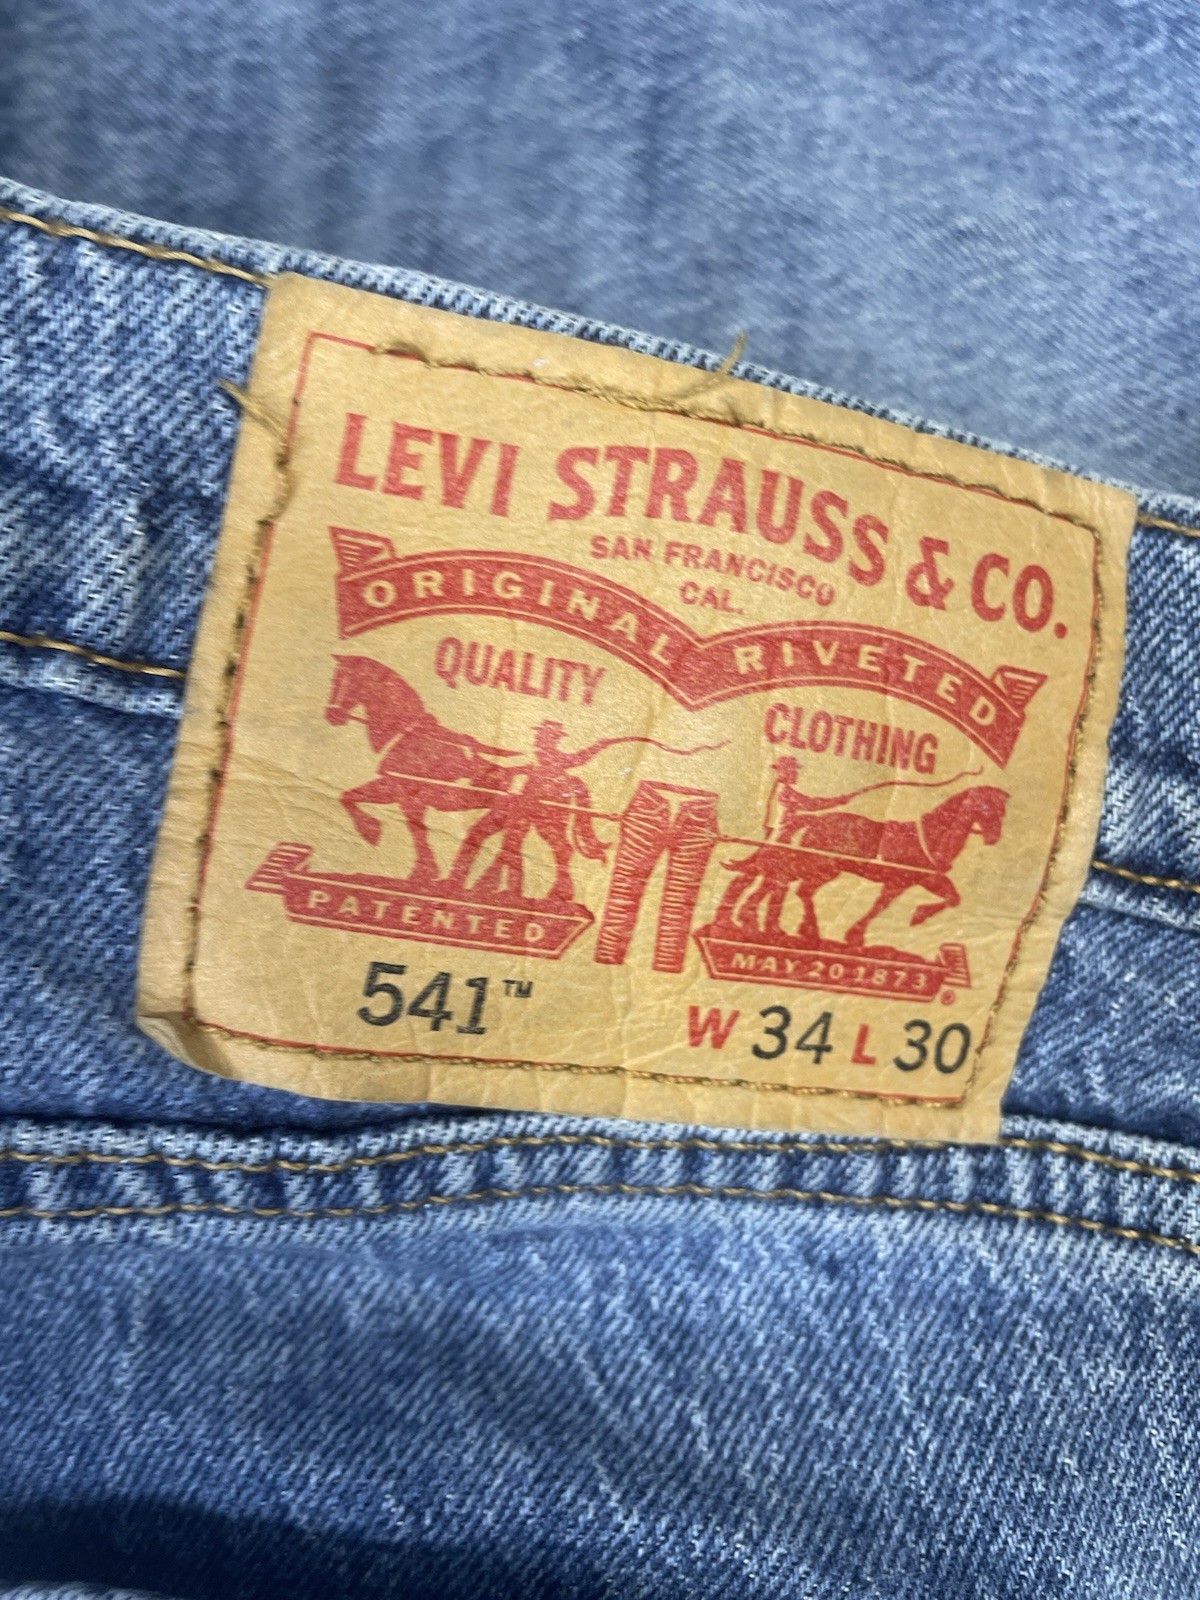 LEVI STRAUSS & CO.
SAN FRANCISCO
CAL.
ORIGINAL RIVETED
QUALITY CLOTHING
PATENTED MAY 20 1873®
541™ W 34 L 30